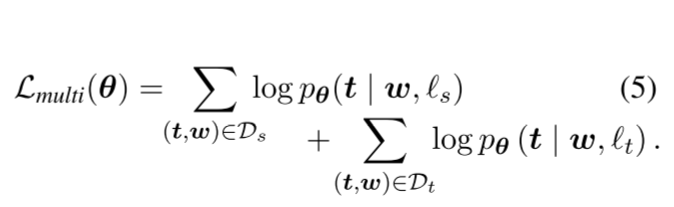 ℒ_multi(θ) = ∑_{(t,w)∈𝒟_s} log p_θ(t | w, ℓ_s) (5)
+ ∑_{(t,w)∈𝒟_t} log p_θ (t | w, ℓ_t) .